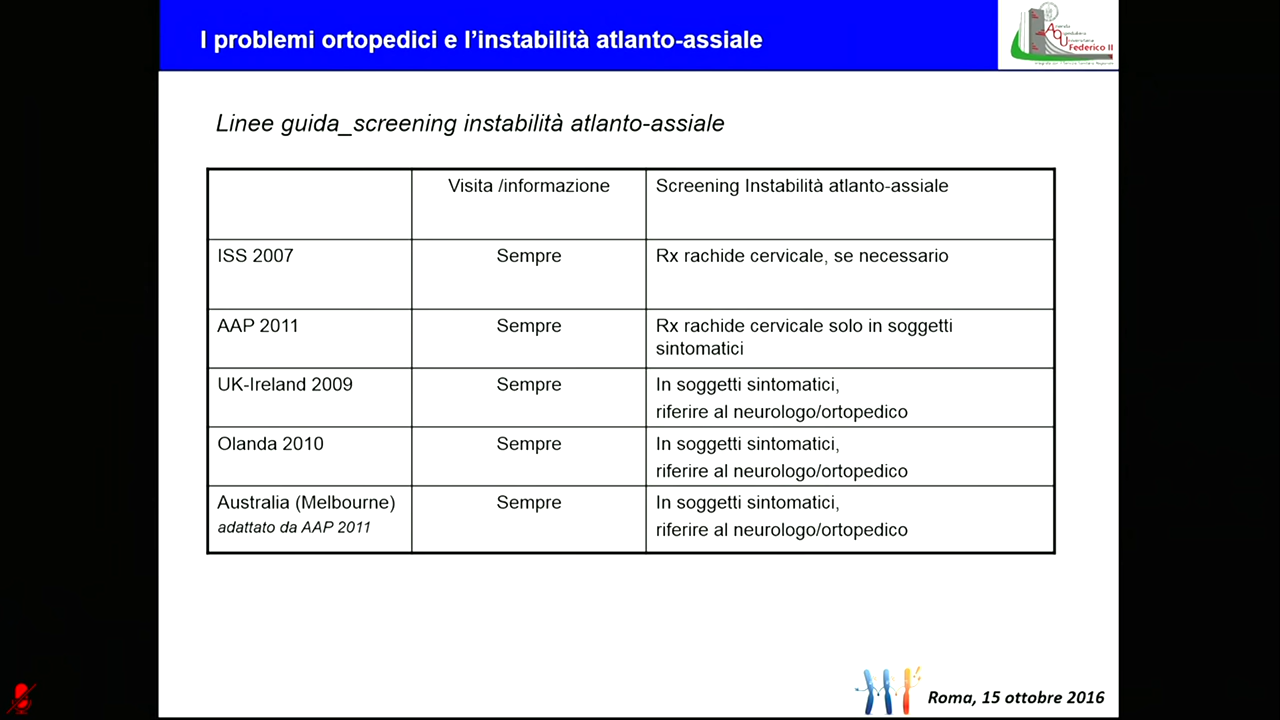 I problemi ortopedici e l'instabilità atlanto-assiale
Federico II
Linee guida_screening instabilità atlanto-assiale
Visita /informazione
Screening Instabilità atlanto-assiale
ISS 2007
Sempre
Rx rachide cervicale, se necessario
AAP 2011
Sempre
Rx rachide cervicale solo in soggetti
sintomatici
UK-Ireland 2009
Sempre
In soggetti sintomatici,
riferire al neurologo/ortopedico
Olanda 2010
Sempre
In soggetti sintomatici,
riferire al neurologo/ortopedico
Australia (Melbourne)
adattato da AAP 2011
Sempre
In soggetti sintomatici,
riferire al neurologo/ortopedico
Roma, 15 ottobre 2016